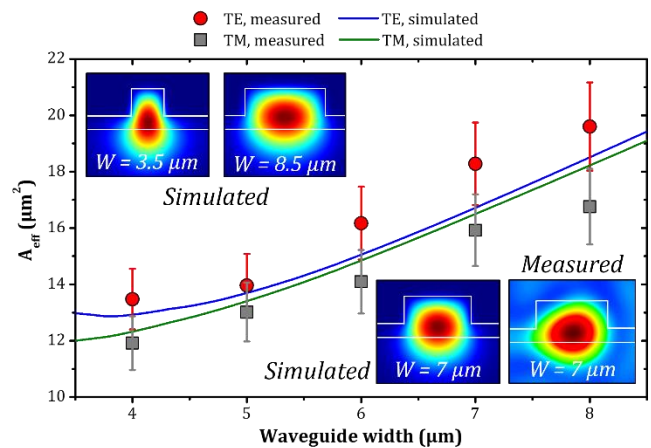 TE, measured TE, simulated
TM, measured TM, simulated
22
20
18
16
14
12
10
A_eff (μm²)
W = 3.5 μm W = 8.5 μm
Simulated
Measured
Simulated
W = 7 μm W = 7 μm
4 5 6 7 8
Waveguide width (μm)